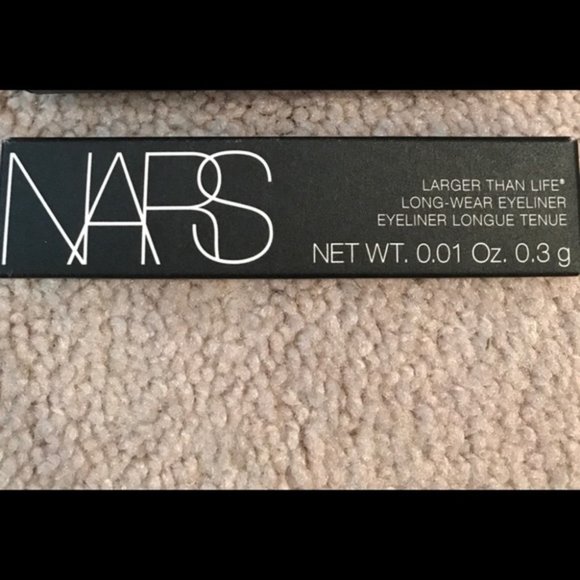 NARS
LARGER THAN LIFE®
LONG-WEAR EYELINER
EYELINER LONGUE TENUE
NET WT. 0.01 Oz. 0.3 g